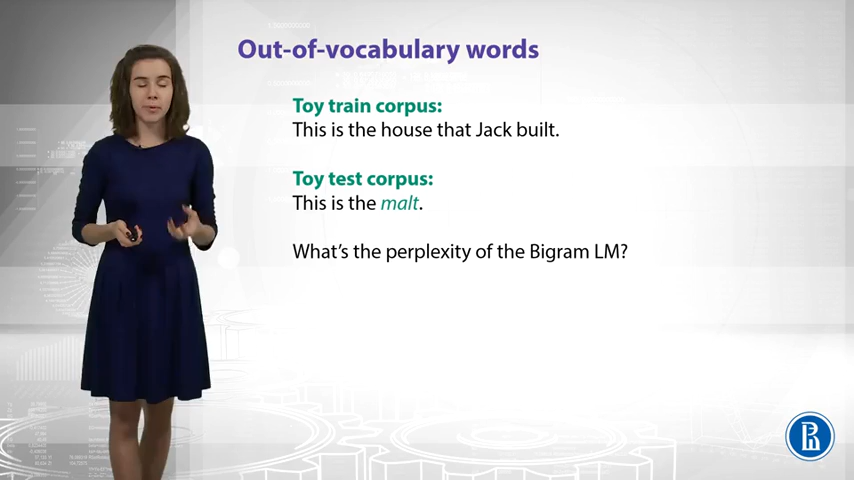 Out-of-vocabulary words
Toy train corpus:
This is the house that Jack built.
Toy test corpus:
This is the malt.
What's the perplexity of the Bigram LM?